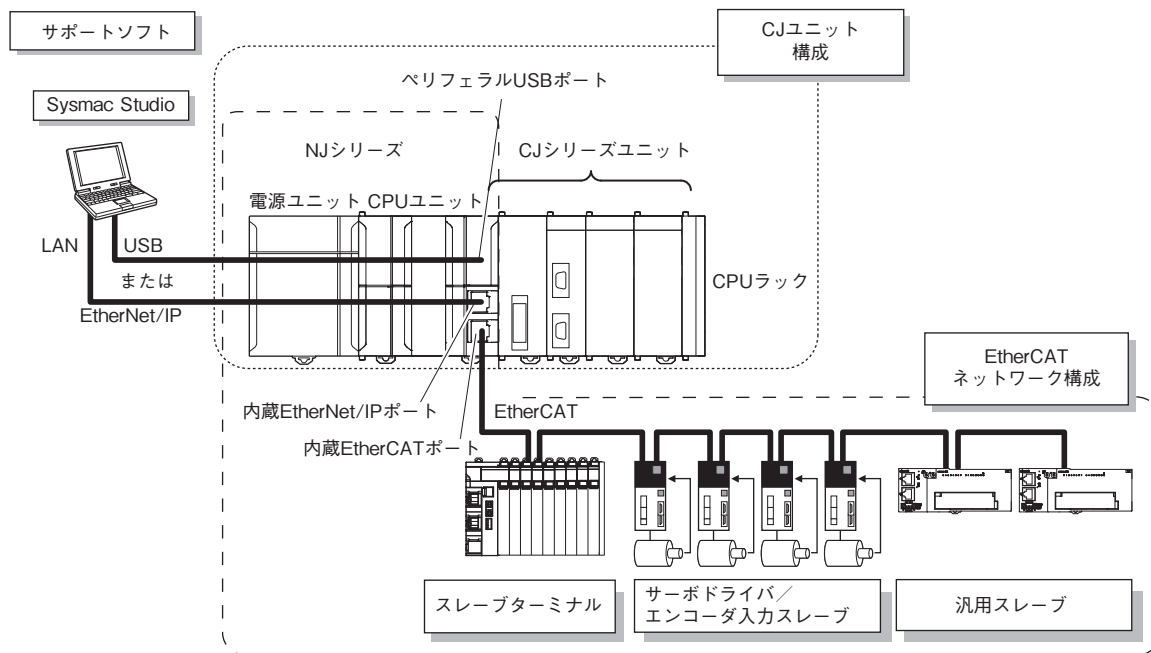 サポートソフト
CJユニット
構成
ペリフェラルUSBポート
Sysmac Studio
NJシリーズ
CJシリーズユニット
電源ユニット CPUユニット
LAN
USB
または
EtherNet/IP
CPUラック
EtherCAT
ネットワーク構成
内蔵EtherNet/IPポート
EtherCAT
内蔵EtherCATポート
スレーブターミナル
サーボドライバ／
エンコーダ入力スレーブ
汎用スレーブ